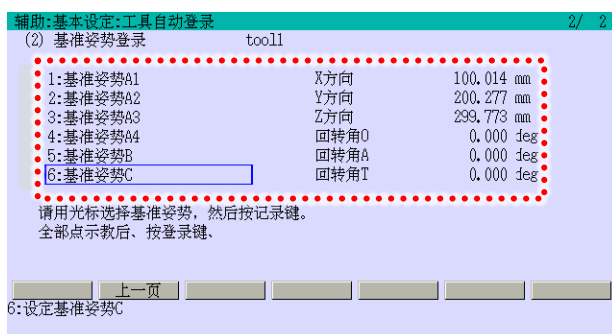 辅助:基本设定:工具自动登录 2/ 2
(2) 基准姿势登录 tool1
1:基准姿势A1 X方向 100.014 mm
2:基准姿势A2 Y方向 200.277 mm
3:基准姿势A3 Z方向 299.773 mm
4:基准姿势A4 回转角O 0.000 deg
5:基准姿势B 回转角A 0.000 deg
6:基准姿势C 回转角T 0.000 deg
请用光标选择基准姿势，然后按记录键。
全部点示教后、按登录键、
上一页
6:设定基准姿势C